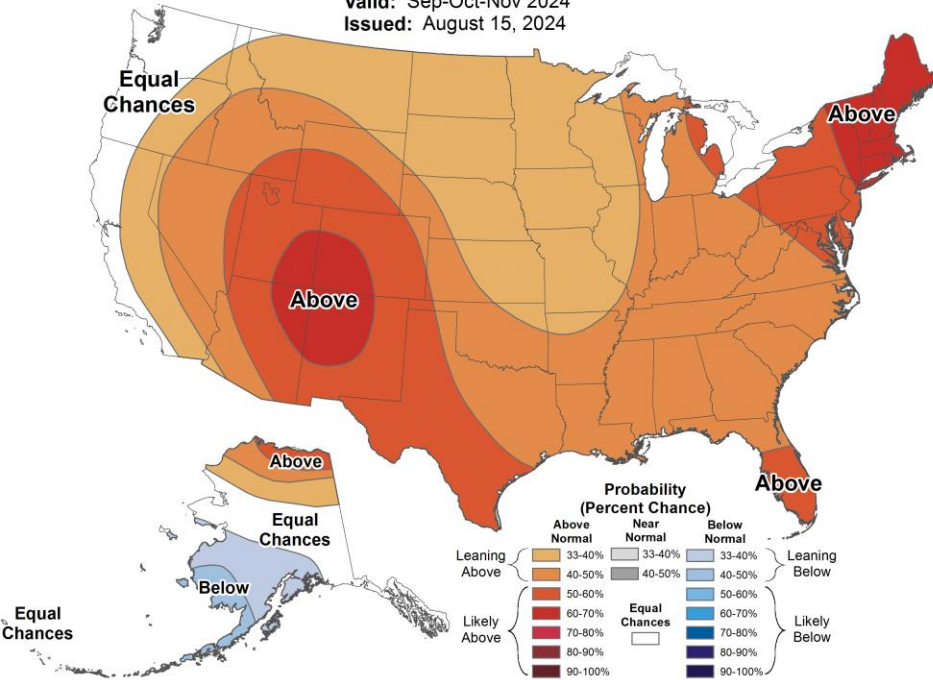 Valid: Sep-Oct-Nov 2024
Issued: August 15, 2024
Equal
Chances
Above
Above
Above
Above
Equal
Chances
Below
Equal
Chances
Probability
(Percent Chance)
Above
Normal
Near
Normal
Below
Normal
Leaning
Above
33-40%
40-50%
33-40%
40-50%
33-40%
40-50%
Leaning
Below
Likely
Above
50-60%
60-70%
70-80%
80-90%
90-100%
Equal
Chances
50-60%
60-70%
70-80%
80-90%
90-100%
Likely
Below